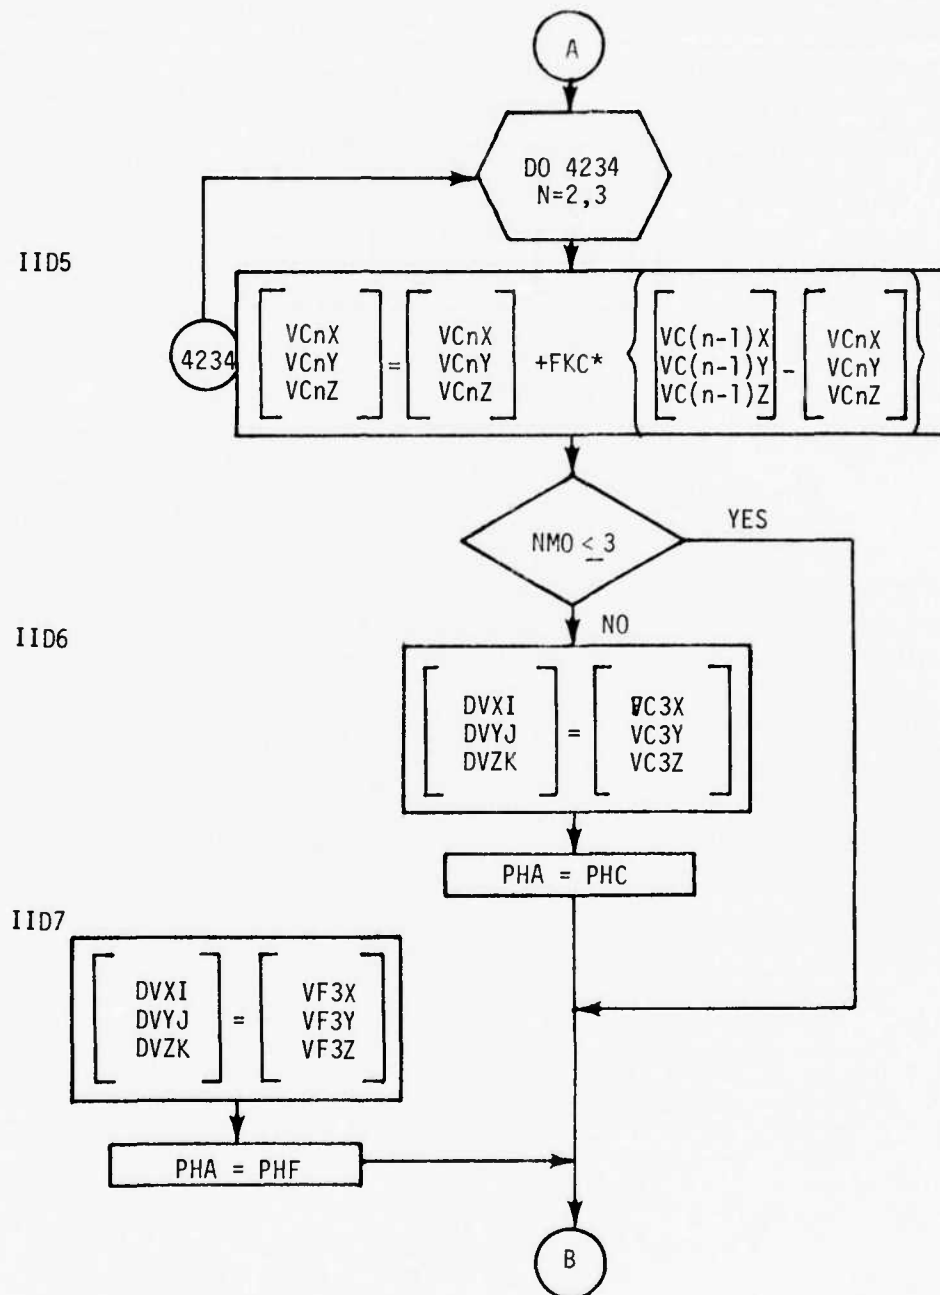 A
DO 4234
N=2,3
IID5
4234
VCnX
VCnY
VCnZ
=
VCnX
VCnY
VCnZ
+FKC*
VC(n-1)X
VC(n-1)Y
VC(n-1)Z
-
VCnX
VCnY
VCnZ
NMO ≤ 3
YES
NO
IID6
DVXI
DVYJ
DVZK
=
VC3X
VC3Y
VC3Z
PHA = PHC
IID7
DVXI
DVYJ
DVZK
=
VF3X
VF3Y
VF3Z
PHA = PHF
B